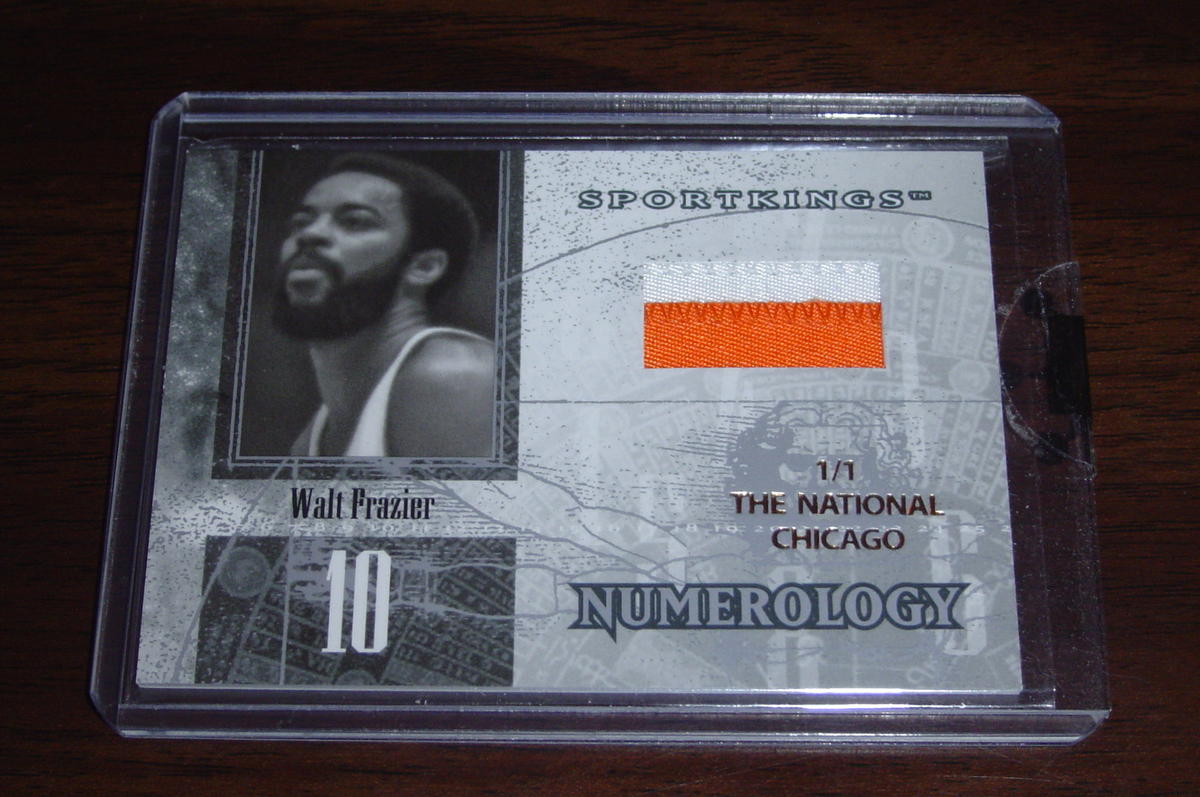 SPORTKINGS™
Walt Frazier
10
1/1
THE NATIONAL
CHICAGO
NUMEROLOGY